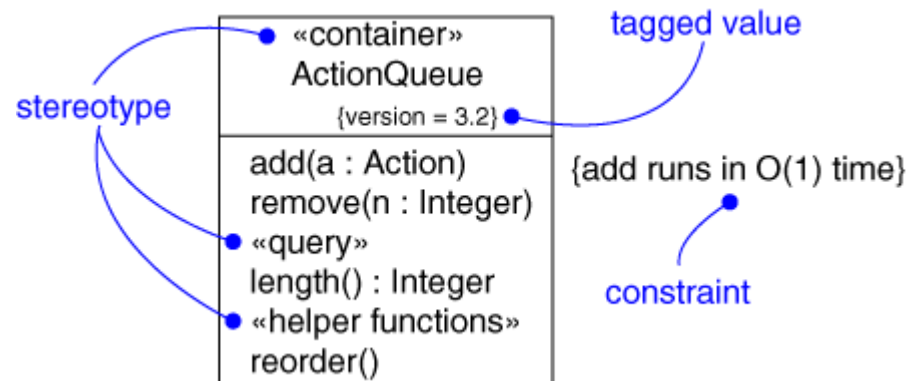 tagged value
«container»
ActionQueue
stereotype
{version = 3.2}
add(a : Action)
{add runs in O(1) time}
remove(n : Integer)
«query»
length() : Integer
constraint
«helper functions»
reorder()